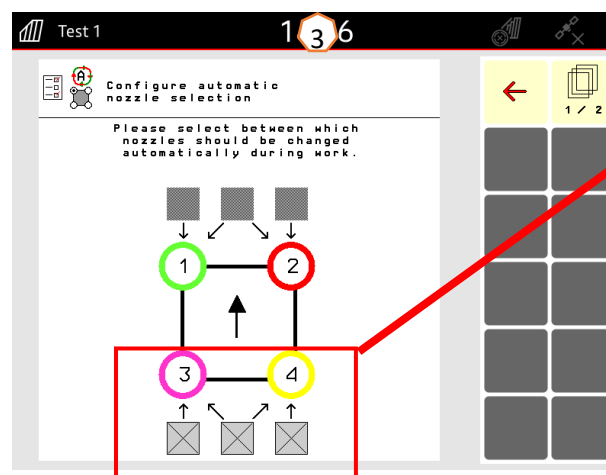 Test 1
1 3 6
Configure automatic
nozzle selection
1 / 2
Please select between which
nozzles should be changed
automatically during work.
1
2
3
4